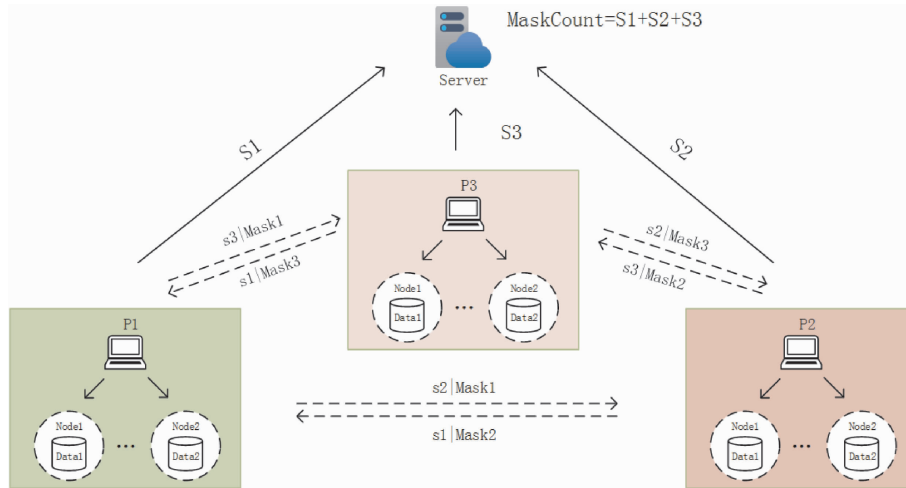 MaskCount=S1+S2+S3
Server
S1
S3
S2
P3
s3|Mask1
s1|Mask3
s2|Mask3
s3|Mask2
Node1
Data1
...
Node2
Data2
P1
Node1
Data1
...
Node2
Data2
s2|Mask1
s1|Mask2
P2
Node1
Data1
...
Node2
Data2